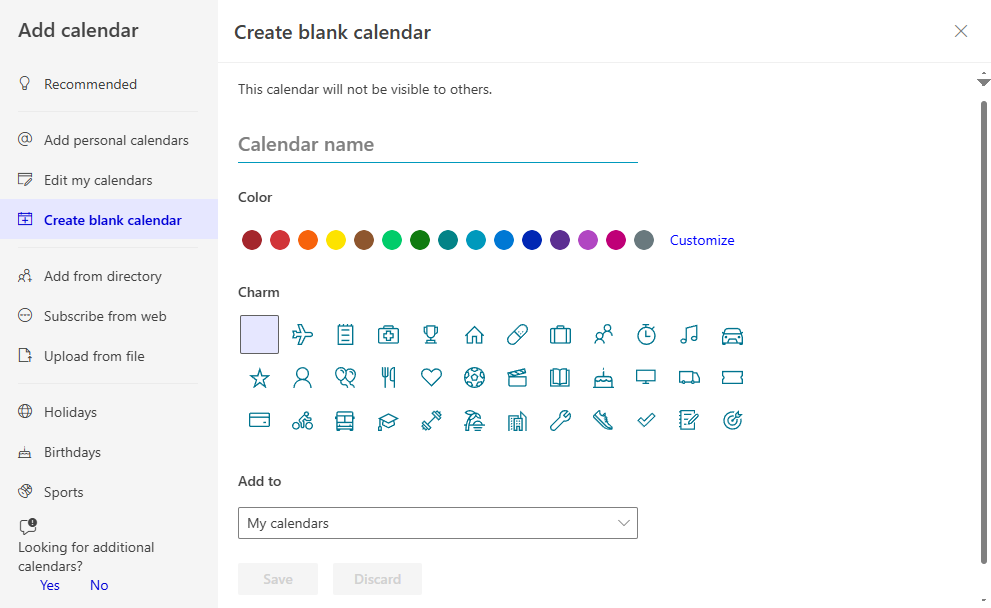 Add calendar
Recommended
Add personal calendars
Edit my calendars
Create blank calendar
Add from directory
Subscribe from web
Upload from file
Holidays
Birthdays
Sports
Looking for additional
calendars?
Yes No
Create blank calendar
This calendar will not be visible to others.
Calendar name
Color
Customize
Charm
Add to
My calendars
Save Discard